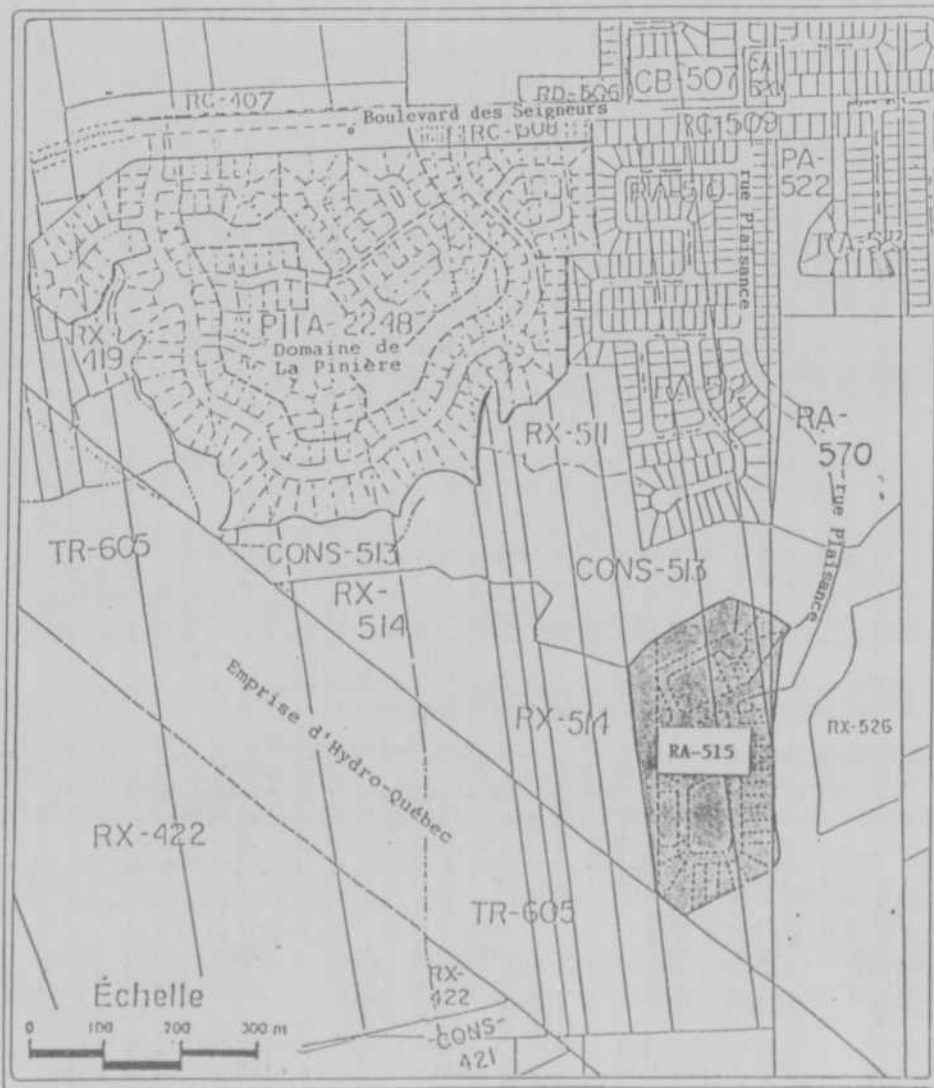 RC-407
Boulevard des Seigneurs
RD-506
CB-507
RC-508
RC-509
rue Plaisance
PA-
522
RX-
419
PIIA-2248
Domaine de
La Pinière
RX-511
RA-
570
rue Plaisance
TR-605
CONS-513
CONS-513
RX-
514
RX-514
Emprise d'Hydro-Québec
RA-515
RX-526
RX-422
TR-605
RX-
422
-CONS-
421
Échelle
0 100 200 300 m